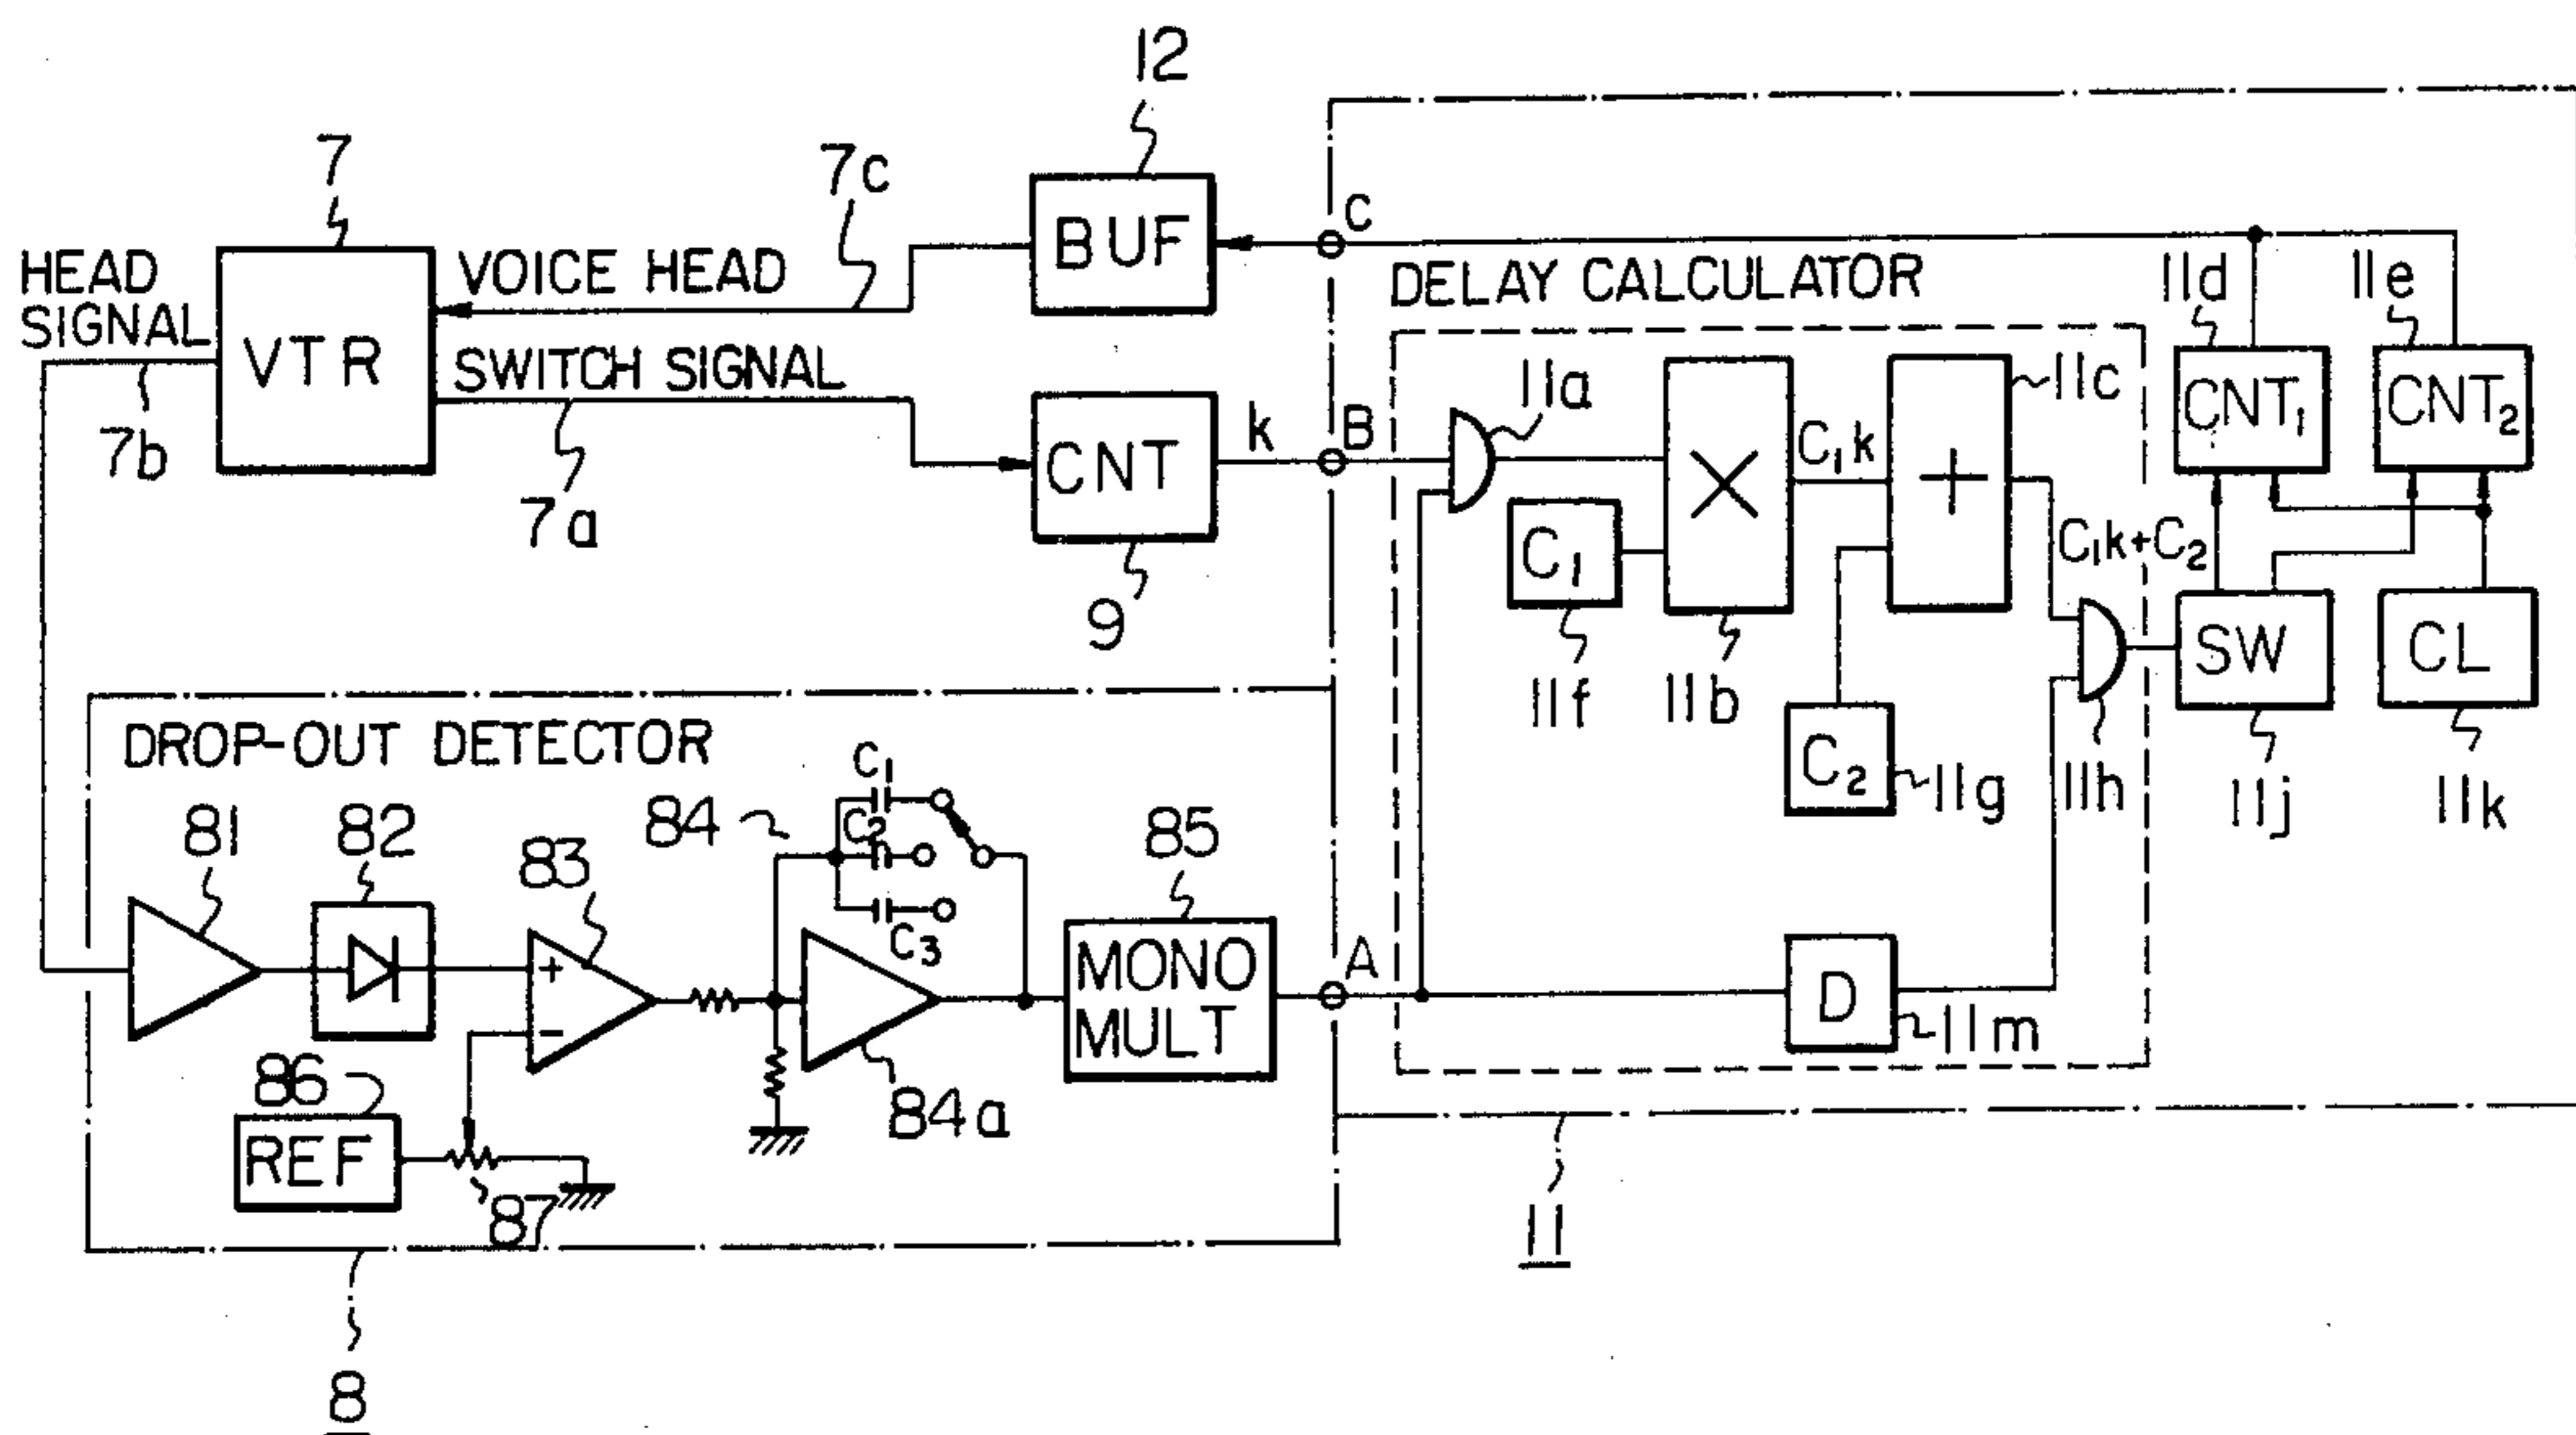 12
7
7c
HEAD
SIGNAL
VTR
VOICE HEAD
BUF
c
DELAY CALCULATOR
11d
11e
SWITCH SIGNAL
7b
7a
CNT
k
B
9
11a
C₁
11f
×
11b
C₁k
+
11c
C₁k+C₂
CNT₁
CNT₂
SW
CL
C₂
11g
11h
11j
11k
DROP-OUT DETECTOR
81
82
83
84
C₁
C₂
C₃
85
+
−
84a
MONO
MULT
A
D
11m
86
REF
87
11
8